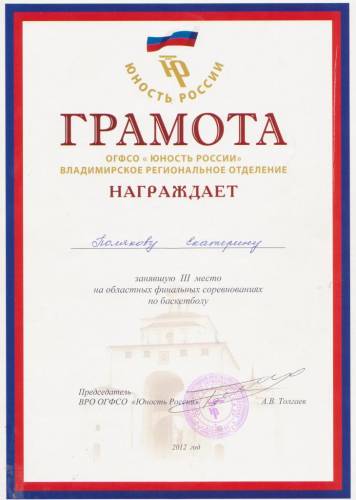 ЮНОСТЬ РОССИИ
ГРАМОТА
ОГФСО « ЮНОСТЬ РОССИИ»
ВЛАДИМИРСКОЕ РЕГИОНАЛЬНОЕ ОТДЕЛЕНИЕ
НАГРАЖДАЕТ
Полякову екатерину
занявшую III место
на областных финальных соревнованиях
по баскетболу
Председатель
ВРО ОГФСО «Юность России» А.В. Толгаев
2012 год